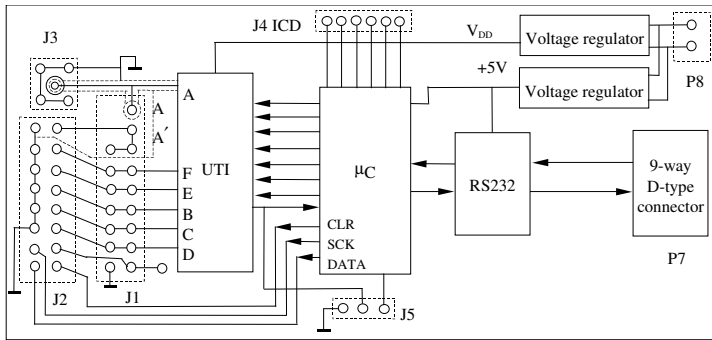 J4 ICD
J3
V_DD
Voltage regulator
P8
+5V
Voltage regulator
A
A
A´
UTI
μC
RS232
9-way
D-type
connector
F
E
B
C
D
CLR
SCK
DATA
P7
J2
J1
J5